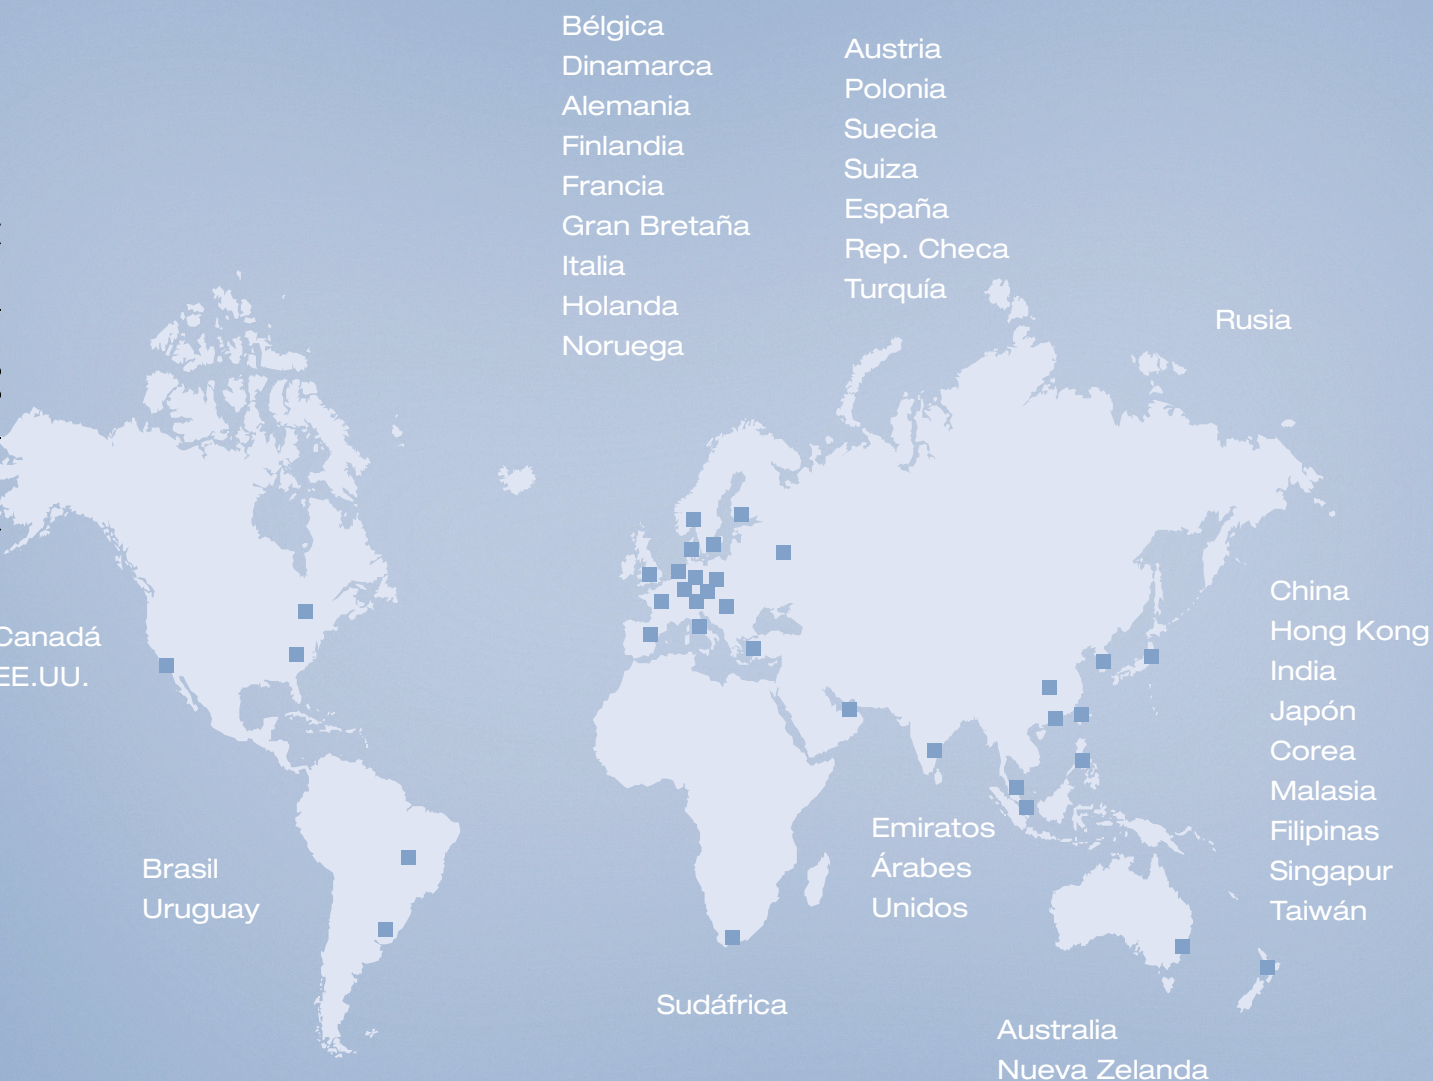 Bélgica
Dinamarca
Alemania
Finlandia
Francia
Gran Bretaña
Italia
Holanda
Noruega
Austria
Polonia
Suecia
Suiza
España
Rep. Checa
Turquía
Rusia
Canadá
EE.UU.
China
Hong Kong
India
Japón
Corea
Malasia
Filipinas
Singapur
Taiwán
Brasil
Uruguay
Emiratos
Árabes
Unidos
Sudáfrica
Australia
Nueva Zelanda